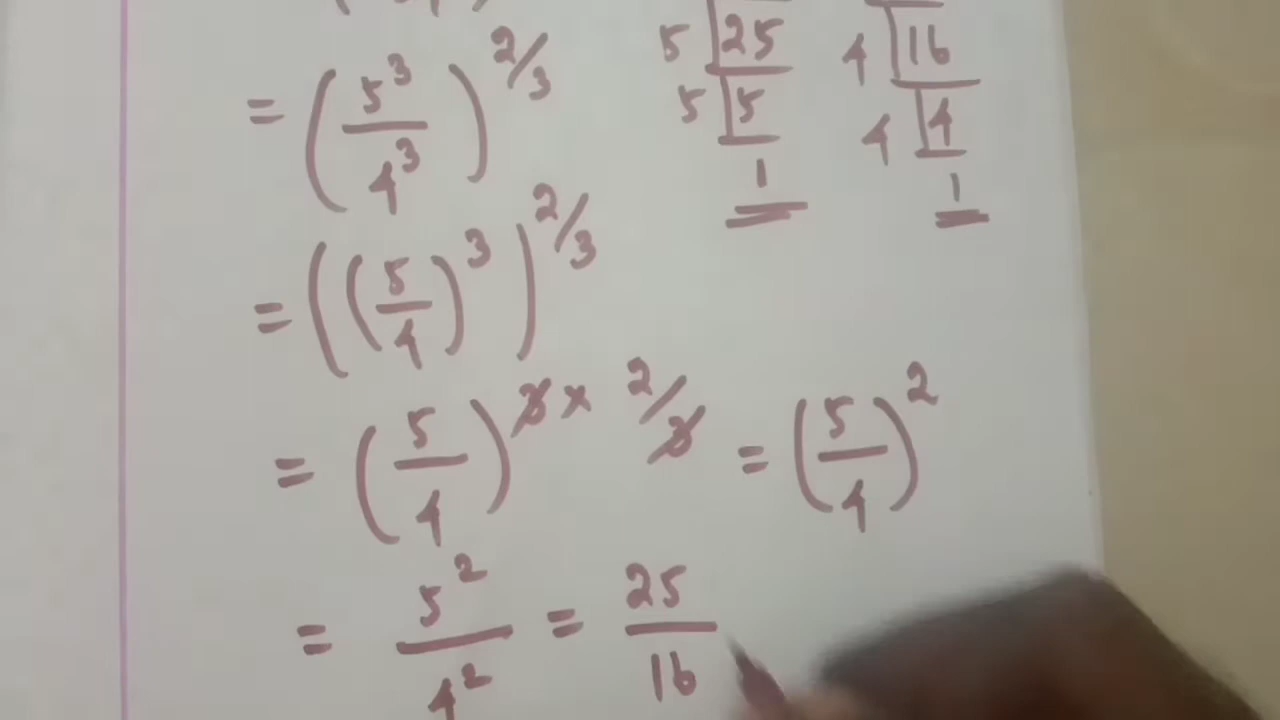 = (5³/4³)^2/3
5 | 25
5 | 5
1
4 | 16
4 | 4
1
= ((5/4)³)^2/3
= (5/4)^3 × 2/3 = (5/4)²
= 5²/4² = 25/16